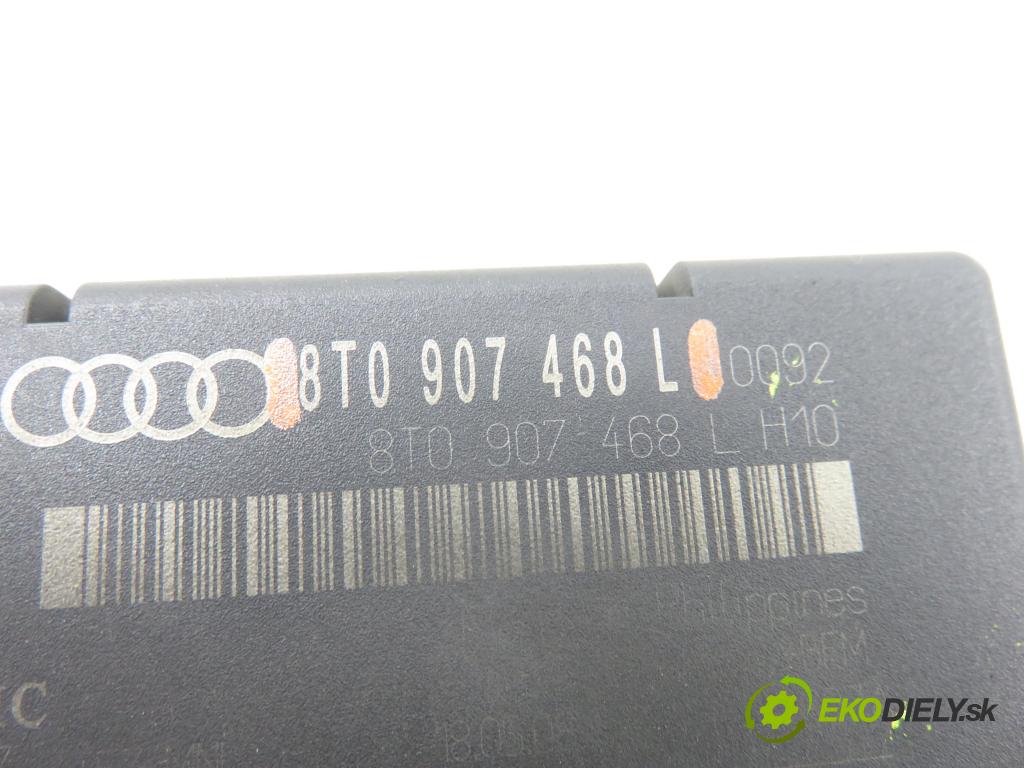 8T0 907 468 L 0092
8T0 907 468 L H10
Philippines
EKODIELY.sk